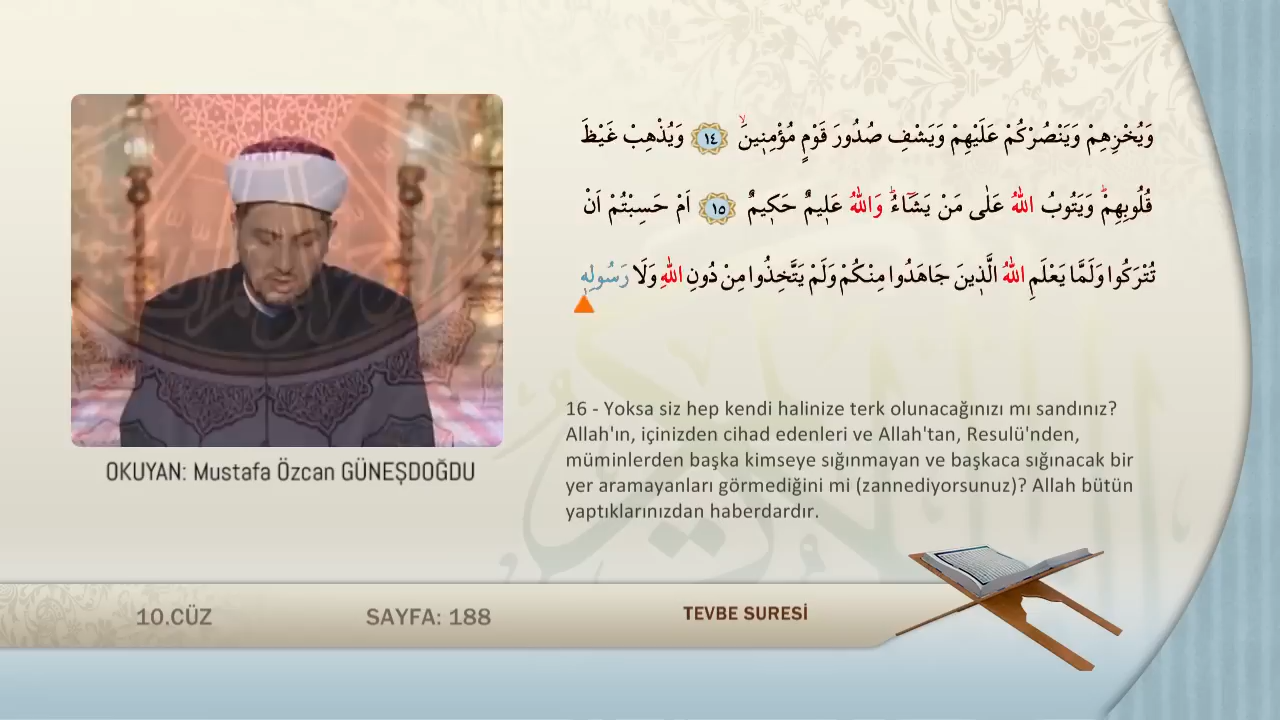 وَيُخْزِهِمْ وَيَنْصُرْكُمْ عَلَيْهِمْ وَيَشْفِ صُدُورَ قَوْمٍ مُؤْمِنٖينَۙ ١٤ وَيُذْهِبْ غَيْظَ
قُلُوبِهِمْۜ وَيَتُوبُ اللّٰهُ عَلٰى مَنْ يَشَٓاءُۜ وَاللّٰهُ عَلٖيمٌ حَكٖيمٌ ١٥ اَمْ حَسِبْتُمْ اَنْ
تُتْرَكُوا وَلَمَّا يَعْلَمِ اللّٰهُ الَّذٖينَ جَاهَدُوا مِنْكُمْ وَلَمْ يَتَّخِذُوا مِنْ دُونِ اللّٰهِ وَلَا رَسُولِهٖ
16 - Yoksa siz hep kendi halinize terk olunacağınızı mı sandınız?
Allah'ın, içinizden cihad edenleri ve Allah'tan, Resulü'nden,
müminlerden başka kimseye sığınmayan ve başkaca sığınacak bir
yer aramayanları görmediğini mi (zannediyorsunuz)? Allah bütün
yaptıklarınızdan haberdardır.
OKUYAN: Mustafa Özcan GÜNEŞDOĞDU
10.CÜZ SAYFA: 188 TEVBE SURESİ